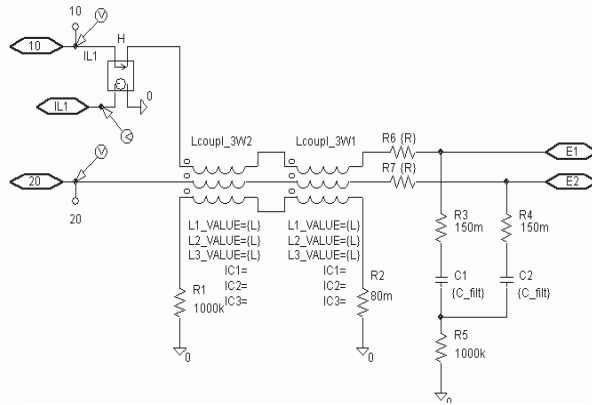 10
V
H
10
IL1
0
IL1
V
Lcoupl_3W2
Lcoupl_3W1
R6 {R}
E1
V
R7 {R}
20
E2
20
R3
150m
R4
150m
L1_VALUE={L}
L2_VALUE={L}
L3_VALUE={L}
IC1=
IC2=
IC3=
L1_VALUE={L}
L2_VALUE={L}
L3_VALUE={L}
IC1=
IC2=
IC3=
R1
1000k
R2
80m
C1
{C_filt}
C2
{C_filt}
R5
1000k
0
0
0